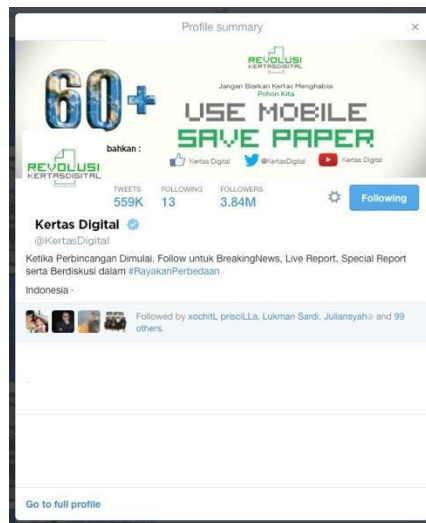 Profile summary
×
60+
REVOLUSI
KERTASDIGITAL
Jangan Biarkan Kertas Menghabisi
Pohon Kita
USE MOBILE
SAVE PAPER
bahkan :
Kertas Digital
@KertasDigital
Kertas Digital
REVOLUSI
KERTASDIGITAL
TWEETS
FOLLOWING
FOLLOWERS
559K
13
3.84M
Following
Kertas Digital
@KertasDigital
Ketika Perbincangan Dimulai. Follow untuk BreakingNews, Live Report, Special Report
serta Berdiskusi dalam #RayakanPerbedaan
Indonesia ·
Followed by xochitL prisciLLa, Lukman Sardi, Juliansyah and 99
others.
Go to full profile